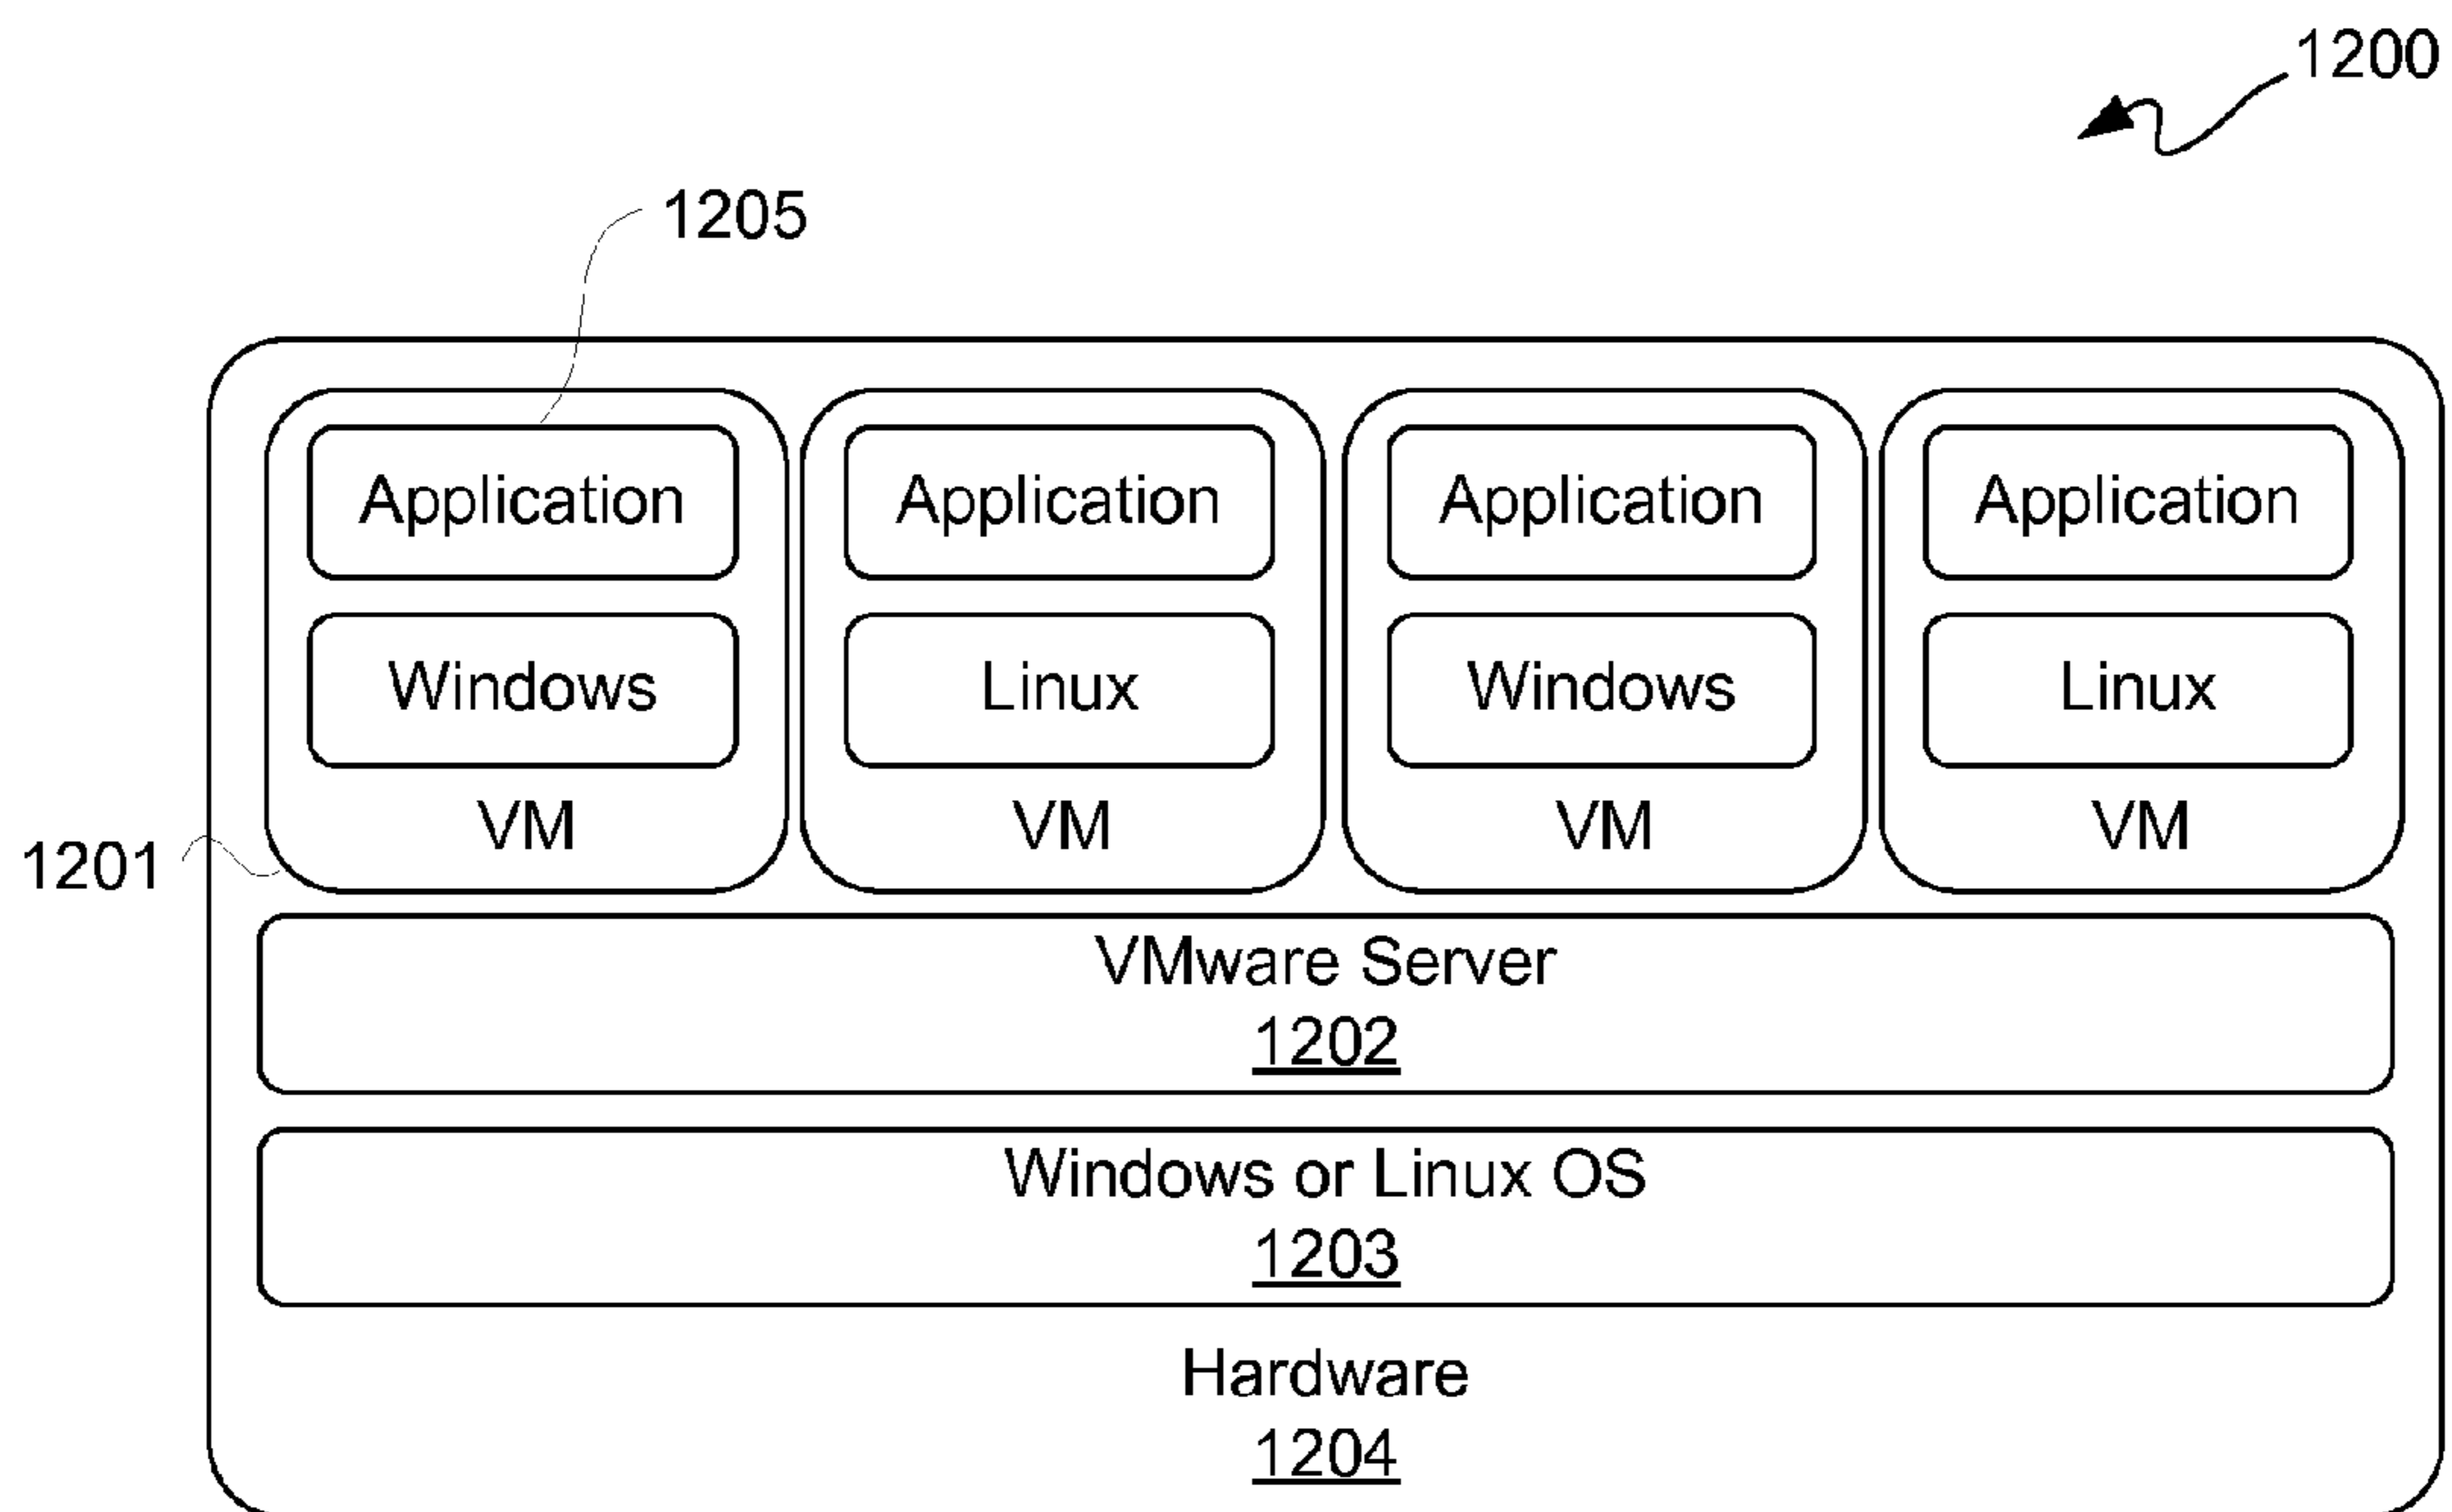 1200
1205
Application Application Application Application
Windows Linux Windows Linux
VM VM VM VM
1201
VMware Server
1202
Windows or Linux OS
1203
Hardware
1204